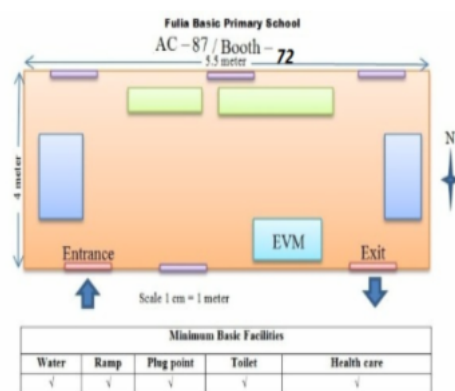 Fulia Basic Primary School
AC – 87 / Booth – 72
5.5 meter
4 meter
N
EVM
Entrance
Exit
Scale 1 cm = 1 meter
Minimum Basic Facilities
Water Ramp Plug point Toilet Health care
√ √ √ √ √